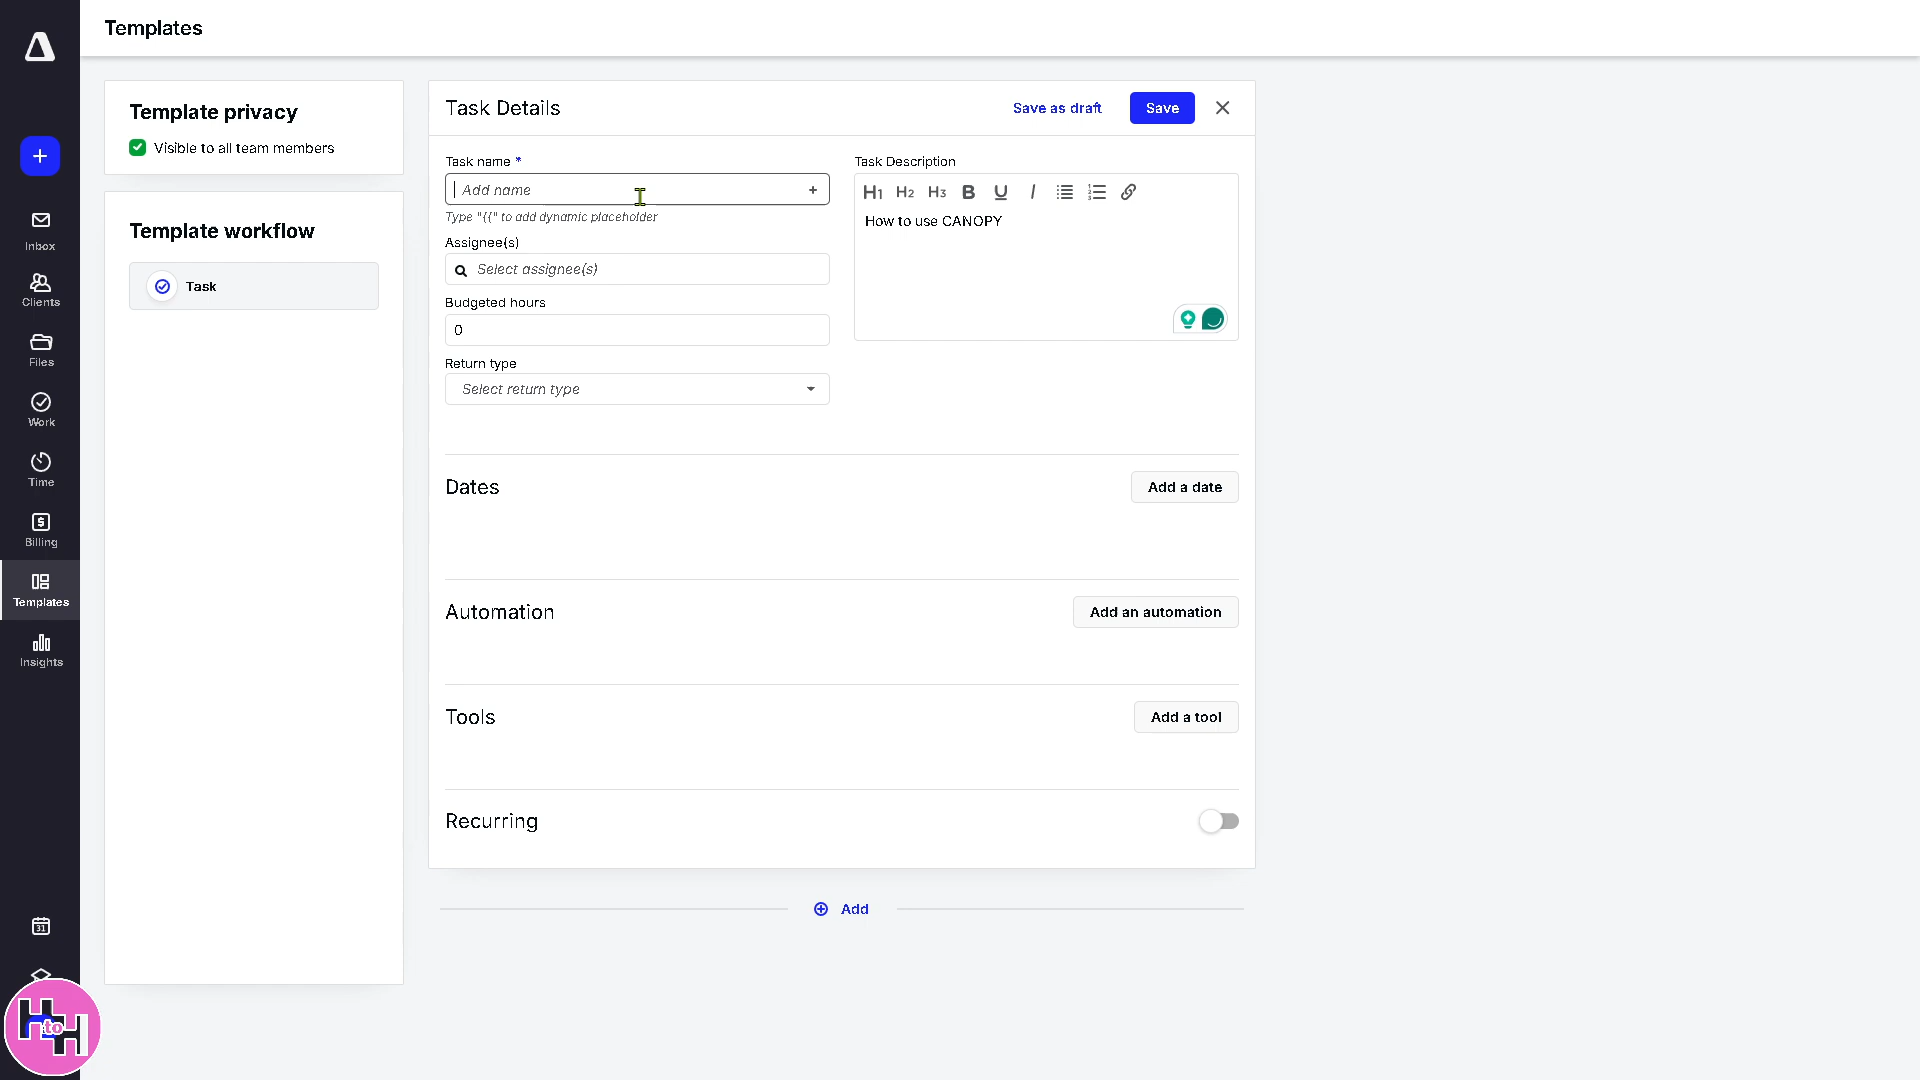 Templates
Template privacy
Visible to all team members
Template workflow
Task
Inbox
Clients
Files
Work
Time
Billing
Templates
Insights
31
H to H
Task Details
Save as draft
Save
Task name *
Add name
Type "{{" to add dynamic placeholder
Assignee(s)
Select assignee(s)
Budgeted hours
0
Return type
Select return type
Task Description
H1 H2 H3 B U I
How to use CANOPY
Dates
Add a date
Automation
Add an automation
Tools
Add a tool
Recurring
Add